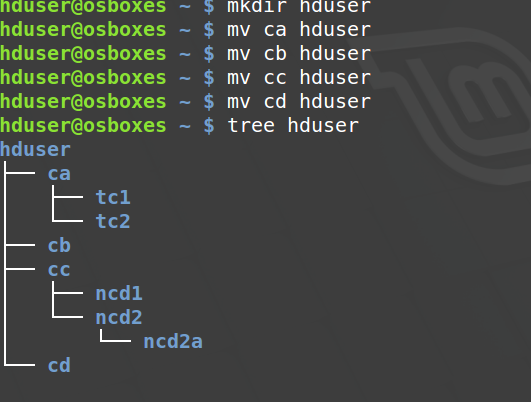 hduser@osboxes ~ $ mkdir hduser
hduser@osboxes ~ $ mv ca hduser
hduser@osboxes ~ $ mv cb hduser
hduser@osboxes ~ $ mv cc hduser
hduser@osboxes ~ $ mv cd hduser
hduser@osboxes ~ $ tree hduser
hduser
├── ca
│   ├── tc1
│   └── tc2
├── cb
├── cc
│   ├── ncd1
│   └── ncd2
│       └── ncd2a
└── cd